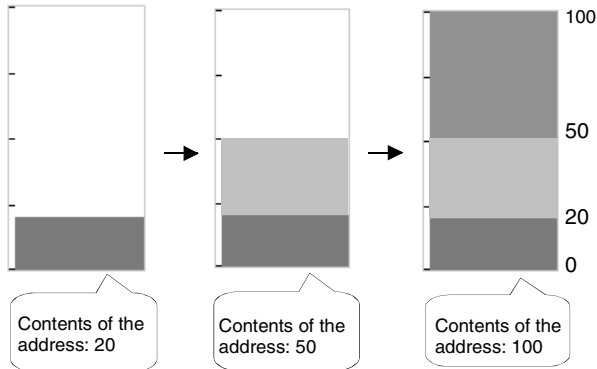 100
50
20
0
Contents of the
address: 20
Contents of the
address: 50
Contents of the
address: 100